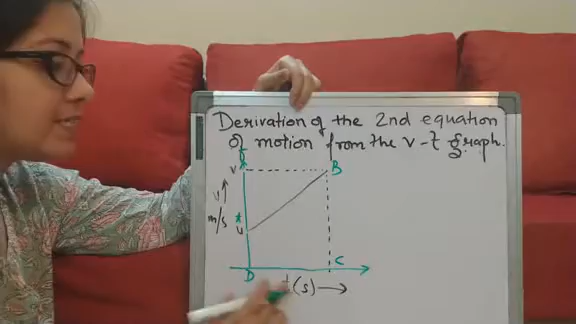 Derivation of the 2nd equation
of motion from the v-t graph.
E
v
B
v
m/s
A
u
C
D
t(s)